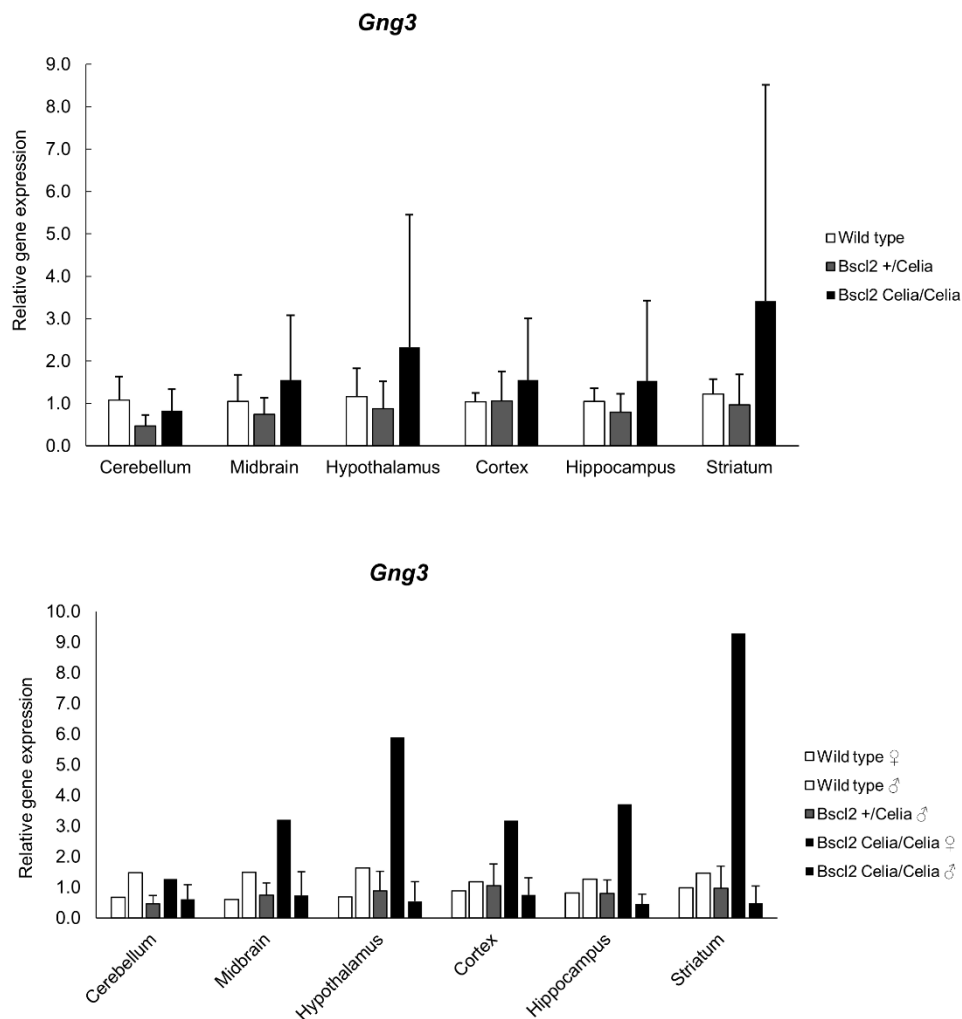 Gng3
9.0
8.0
7.0
6.0
5.0
4.0
3.0
2.0
1.0
0.0
Relative gene expression
Cerebellum Midbrain Hypothalamus Cortex Hippocampus Striatum
Wild type
Bscl2 +/Celia
Bscl2 Celia/Celia
Gng3
10.0
9.0
8.0
7.0
6.0
5.0
4.0
3.0
2.0
1.0
0.0
Relative gene expression
Cerebellum Midbrain Hypothalamus Cortex Hippocampus Striatum
Wild type ♀
Wild type ♂
Bscl2 +/Celia ♂
Bscl2 Celia/Celia ♀
Bscl2 Celia/Celia ♂